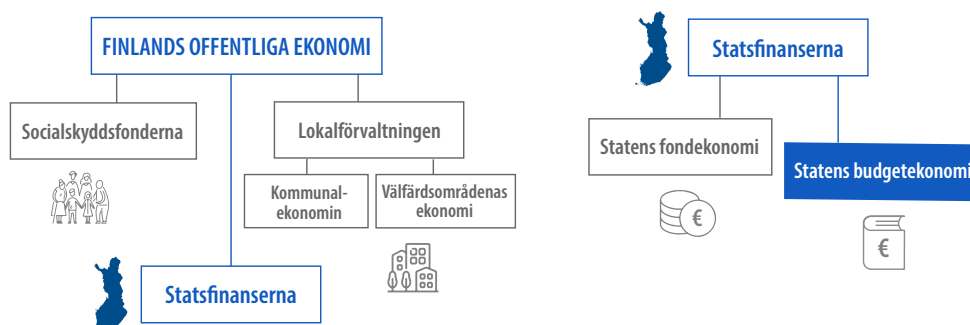 FINLANDS OFFENTLIGA EKONOMI
Socialskyddsfonderna
Lokalförvaltningen
Kommunal-
ekonomin
Välfärdsområdenas
ekonomi
Statsfinanserna
Statsfinanserna
Statens fondekonomi
€
Statens budgetekonomi
€